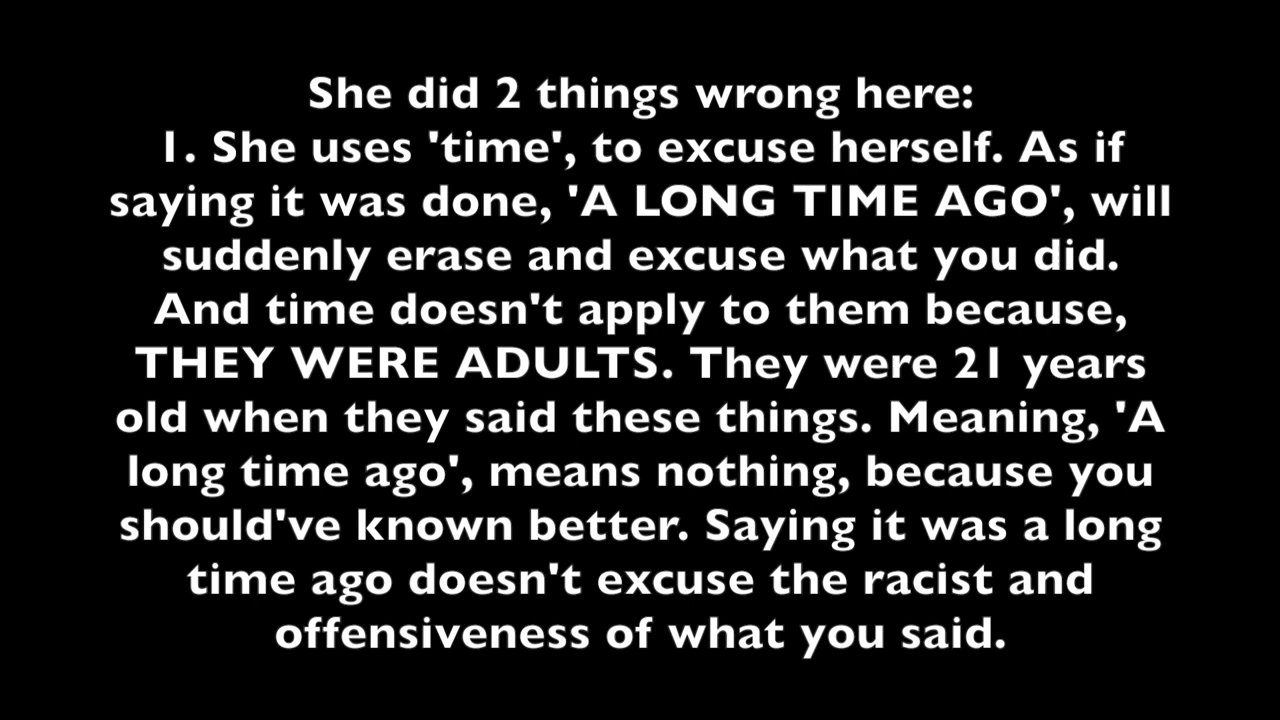 She did 2 things wrong here:
1. She uses 'time', to excuse herself. As if
saying it was done, 'A LONG TIME AGO', will
suddenly erase and excuse what you did.
And time doesn't apply to them because,
THEY WERE ADULTS. They were 21 years
old when they said these things. Meaning, 'A
long time ago', means nothing, because you
should've known better. Saying it was a long
time ago doesn't excuse the racist and
offensiveness of what you said.